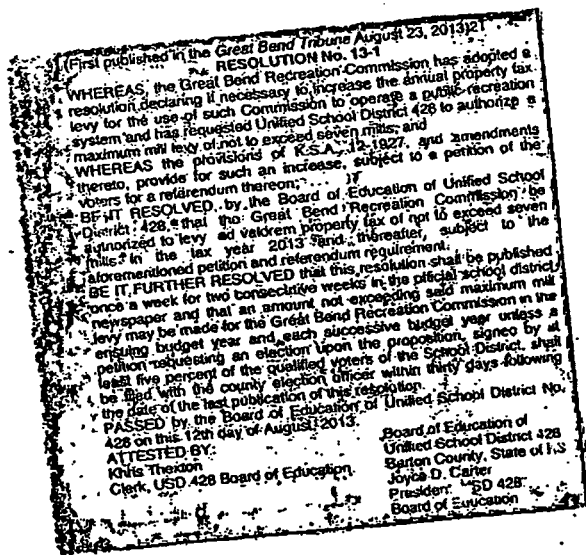 (First published in the Great Bend Tribune August 23, 2013)2T
RESOLUTION No. 13-1
WHEREAS, the Great Bend Recreation Commission has adopted a
resolution declaring it necessary to increase the annual property tax
levy for the use of such Commission to operate a public recreation
system and has requested Unified School District 428 to authorize a
maximum mill levy of not to exceed seven mills; and
WHEREAS the provisions of K.S.A. 12-1927, and amendments
thereto, provide for such an increase, subject to a petition of the
voters for a referendum thereon;
BE IT RESOLVED, by the Board of Education of Unified School
District 428, that the Great Bend Recreation Commission be
authorized to levy ad valorem property tax of not to exceed seven
mills in the tax year 2013 and thereafter, subject to the
aforementioned petition and referendum requirement.
BE IT FURTHER RESOLVED that this resolution shall be published
once a week for two consecutive weeks in the official school district
newspaper and that an amount not exceeding said maximum mill
levy may be made for the Great Bend Recreation Commission in the
ensuing budget year and each successive budget year unless a
petition requesting an election upon the proposition, signed by at
least five percent of the qualified voters of the School District, shall
be filed with the county election officer within thirty days following
the date of the last publication of this resolution.
PASSED by the Board of Education of Unified School District No.
428 on this 12th day of August, 2013.
ATTESTED BY:
Khris Thexton
Clerk, USD 428 Board of Education
Board of Education of
Unified School District 428
Barton County, State of KS
Joyce D. Carter
President USD 428
Board of Education